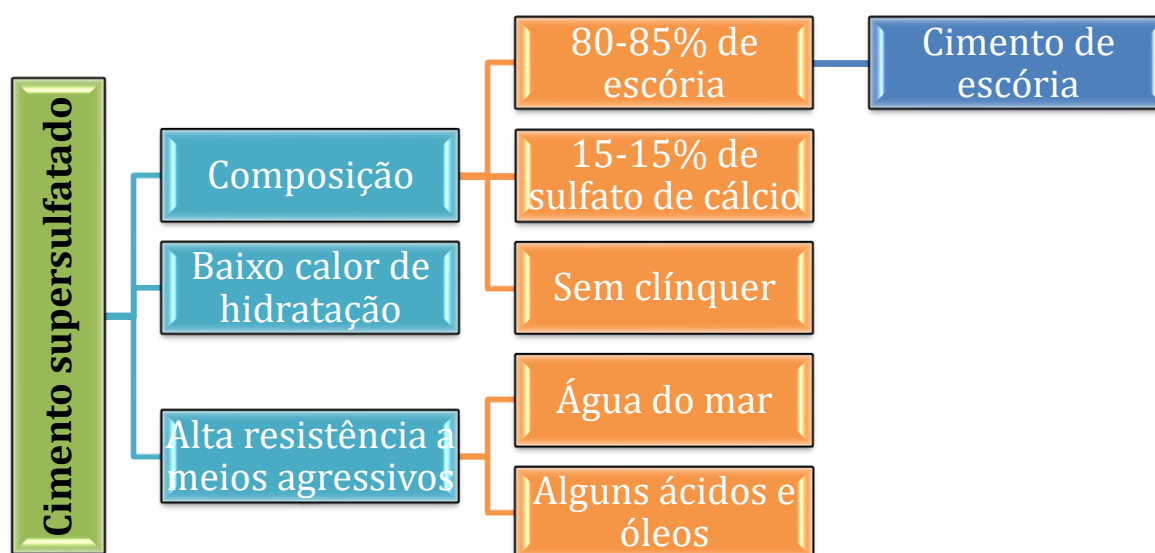 Cimento supersulfatado
Composição
80-85% de
escória
Cimento de
escória
15-15% de
sulfato de cálcio
Sem clínquer
Baixo calor de
hidratação
Alta resistência a
meios agressivos
Água do mar
Alguns ácidos e
óleos